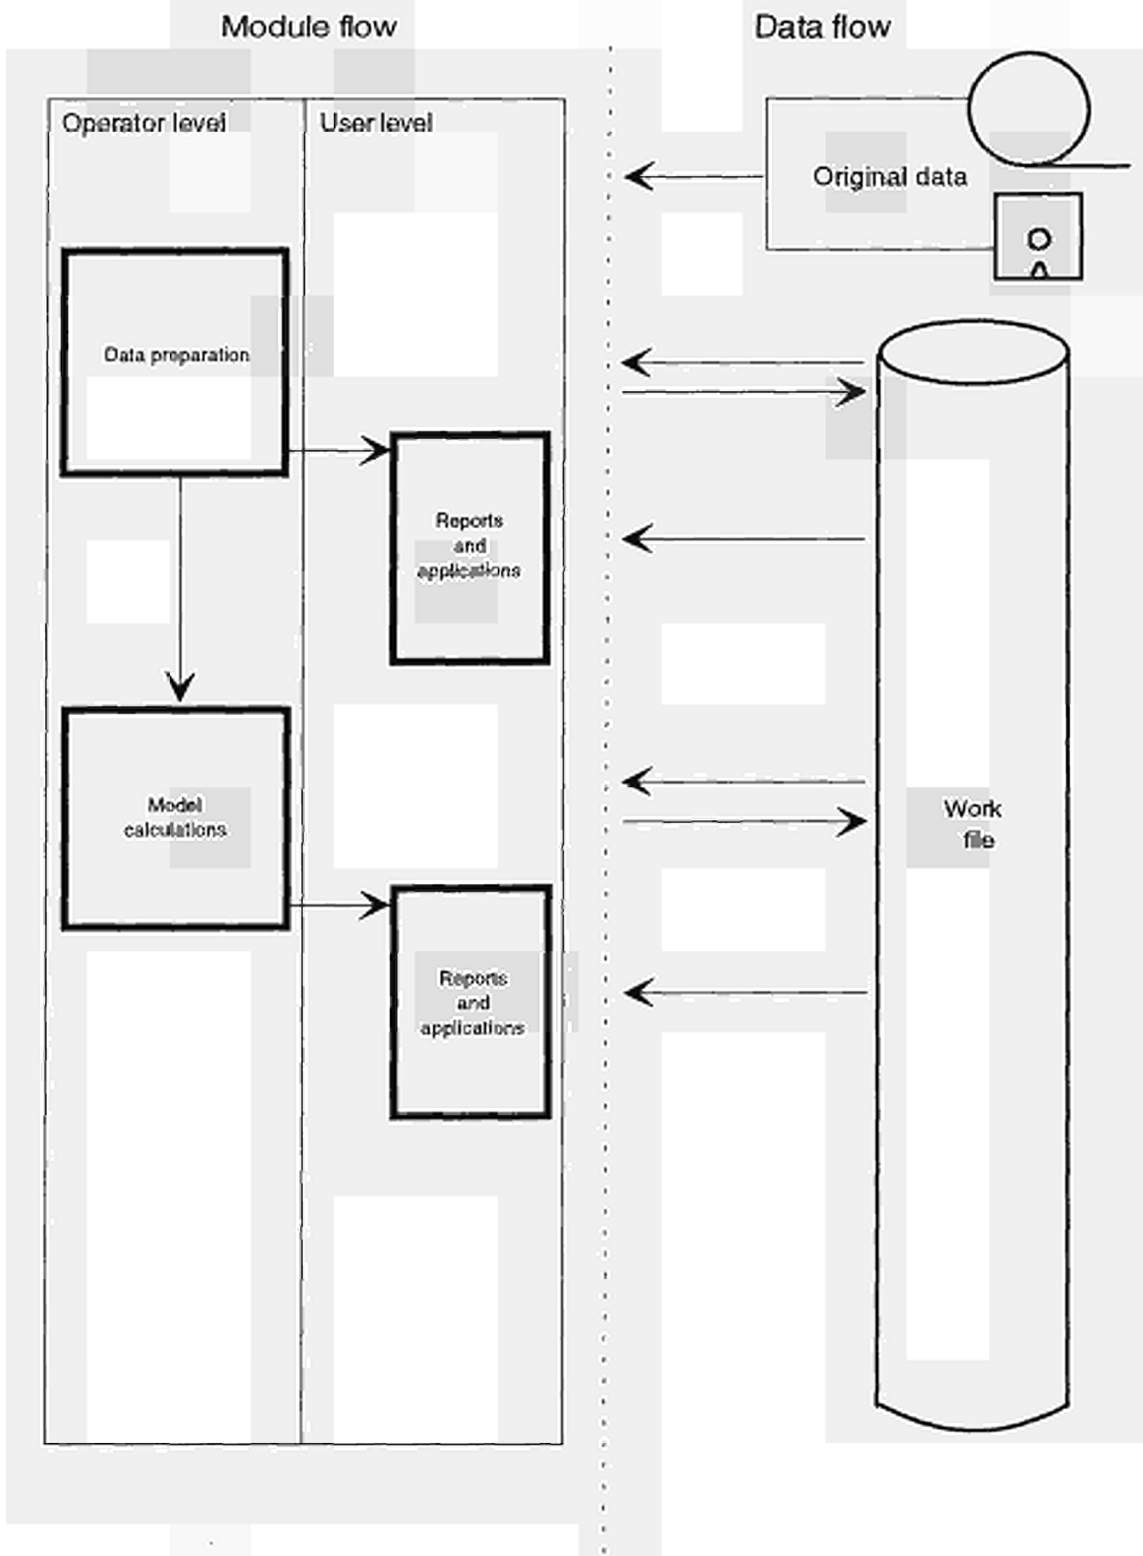 Module flow
Data flow
Operator level
User level
Original data
Data preparation
Reports
and
applications
Model
calculations
Work
file
Reports
and
applications